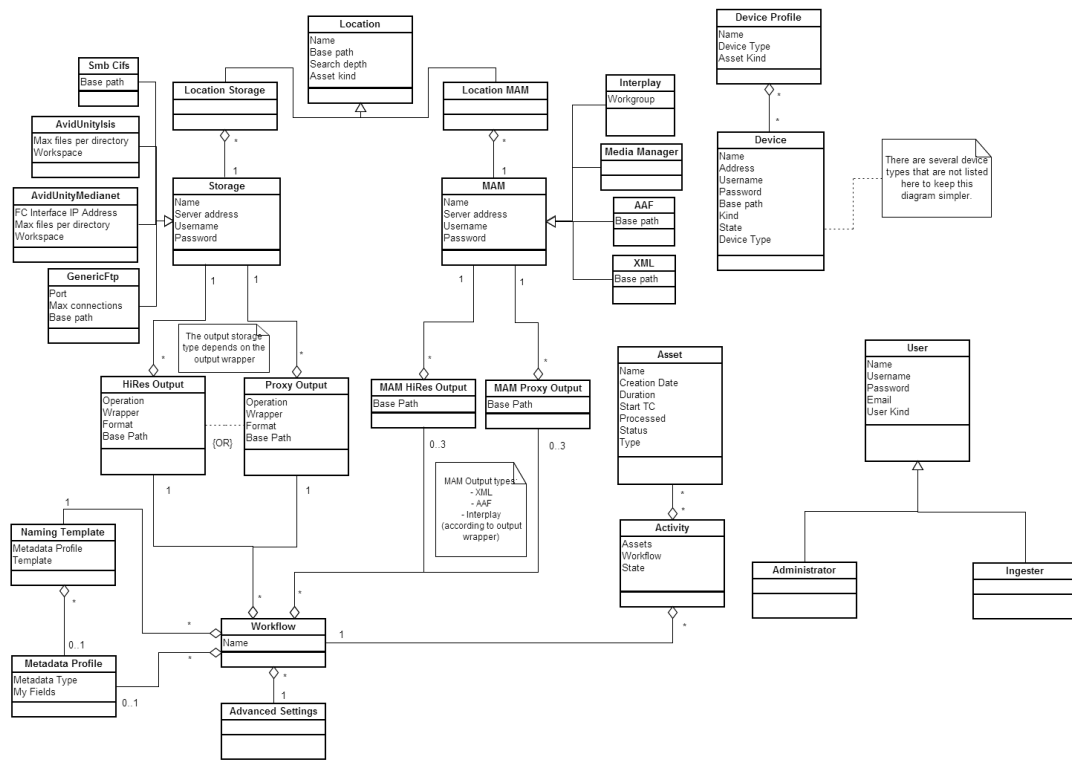 Location
Name
Base path
Search depth
Asset kind
Device Profile
Name
Device Type
Asset Kind
Smb Cifs
Base path
Location Storage
Location MAM
Interplay
Workgroup
*
*
*
*
AvidUnityIsis
Max files per directory
Workspace
Media Manager
Device
Name
Address
Username
Password
Base path
Kind
State
Device Type
There are several device
types that are not listed
here to keep this
diagram simpler.
1
1
AvidUnityMedianet
FC Interface IP Address
Max files per directory
Workspace
Storage
Name
Server address
Username
Password
MAM
Name
Server address
Username
Password
AAF
Base path
XML
Base path
GenericFtp
Port
Max connections
Base path
1
1
1
1
The output storage
type depends on the
output wrapper
*
*
*
*
HiRes Output
Operation
Wrapper
Format
Base Path
{OR}
Proxy Output
Operation
Wrapper
Format
Base Path
MAM HiRes Output
Base Path
MAM Proxy Output
Base Path
Asset
Name
Creation Date
Duration
Start TC
Processed
Status
Type
User
Name
Username
Password
Email
User Kind
0..3
0..3
1
1
MAM Output types:
- XML
- AAF
- Interplay
(according to output
wrapper)
*
*
1
Naming Template
Metadata Profile
Template
Activity
Assets
Workflow
State
Administrator
Ingester
*
*
*
*
*
1
Workflow
Name
0..1
*
Metadata Profile
Metadata Type
My Fields
0..1
*
1
Advanced Settings